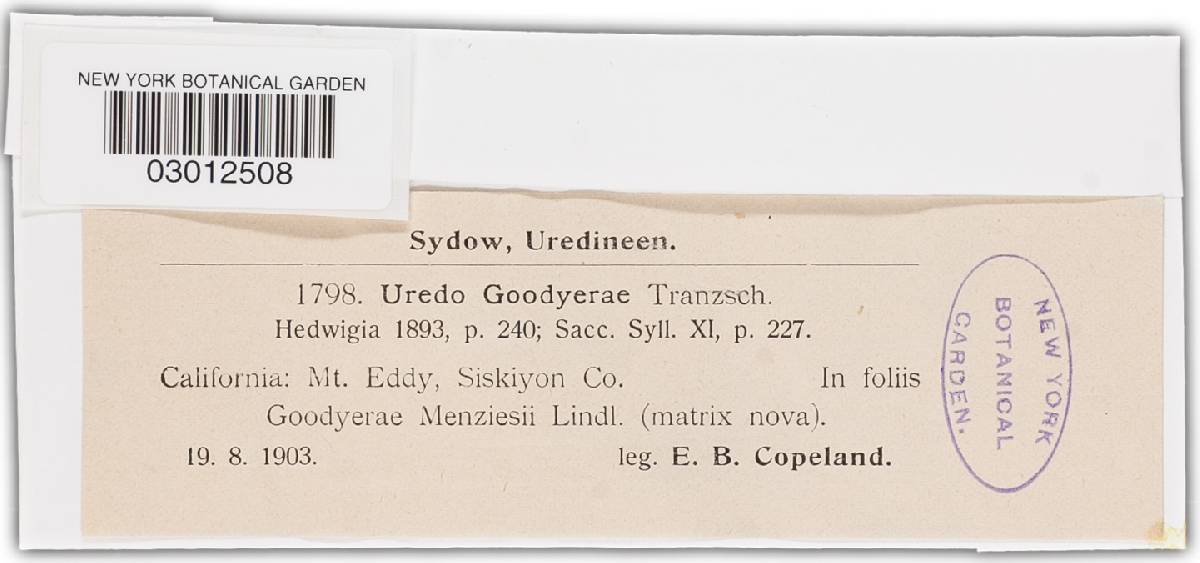 NEW YORK BOTANICAL GARDEN
03012508
Sydow, Uredineen.
1798. Uredo Goodyerae Tranzsch.
Hedwigia 1893, p. 240; Sacc. Syll. XI, p. 227.
California: Mt. Eddy, Siskiyon Co. In foliis
Goodyerae Menziesii Lindl. (matrix nova).
19. 8. 1903. leg. E. B. Copeland.
NEW YORK
BOTANICAL
GARDEN.